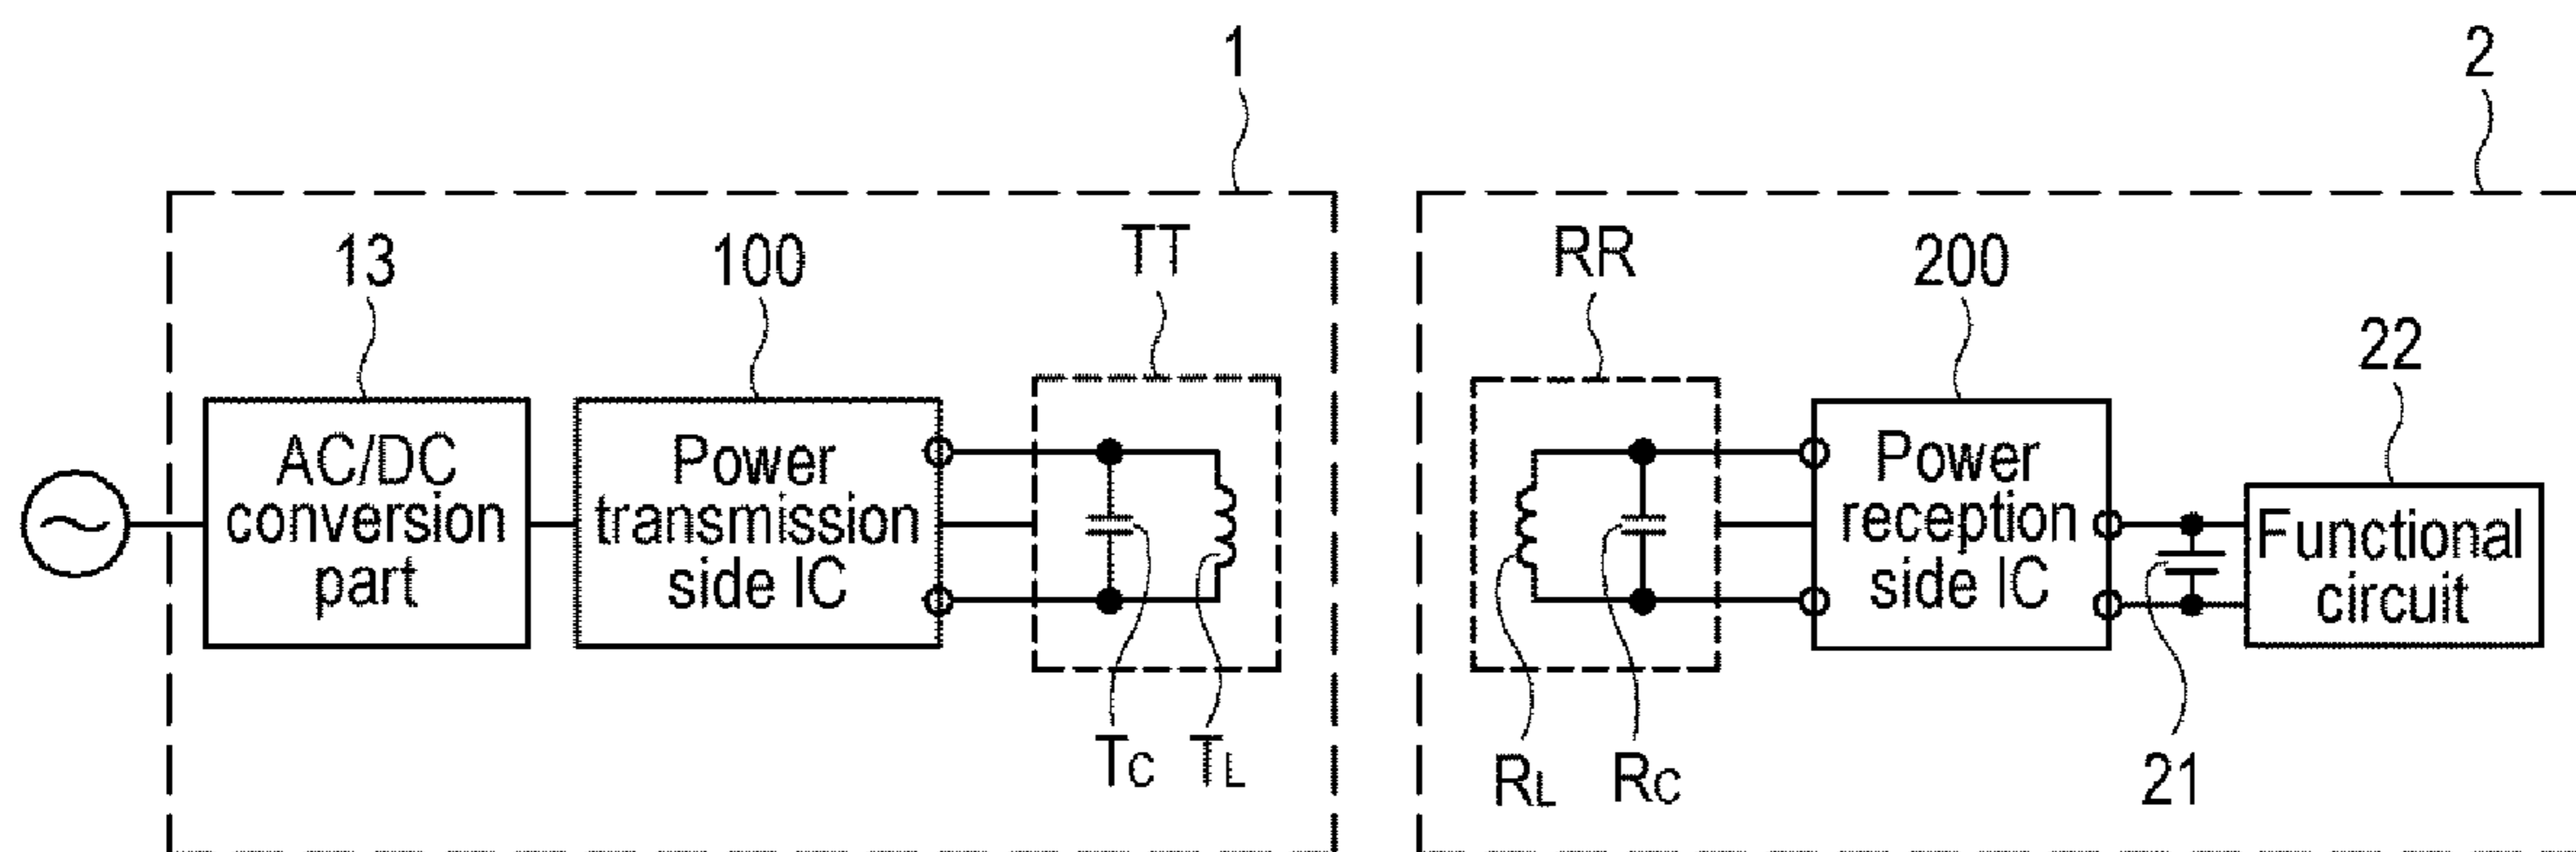 1
2
13
100
TT
RR
200
22
AC/DC
conversion
part
Power
transmission
side IC
Power
reception
side IC
Functional
circuit
TC
TL
RL
RC
21